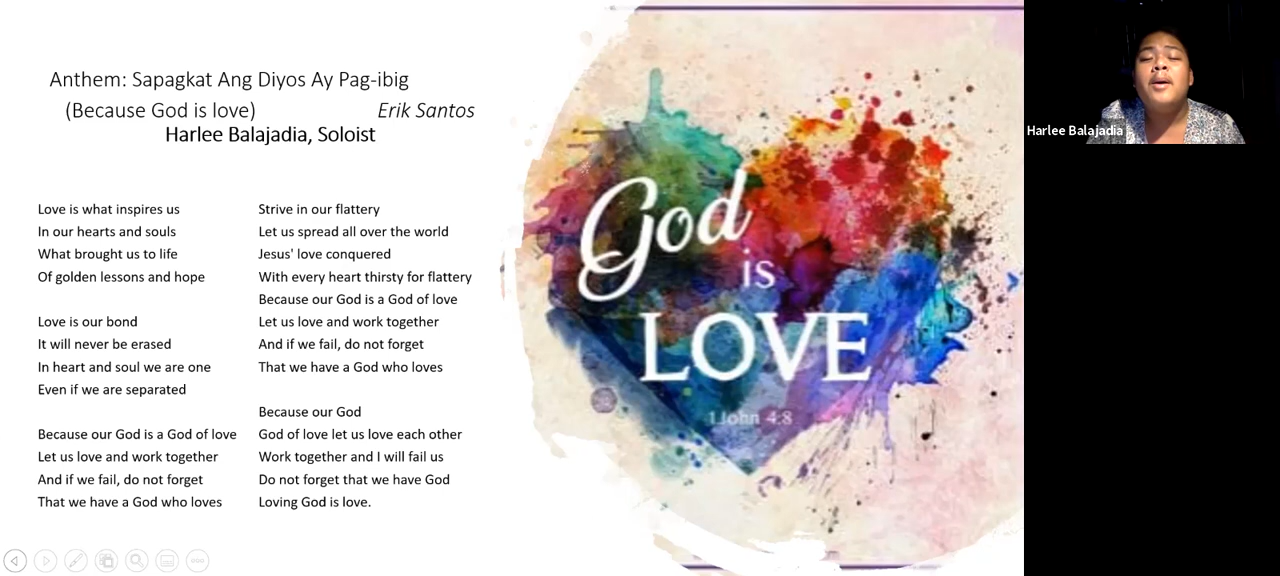 Anthem: Sapagkat Ang Diyos Ay Pag-ibig
(Because God is love) Erik Santos
Harlee Balajadia, Soloist
Love is what inspires us
In our hearts and souls
What brought us to life
Of golden lessons and hope
Love is our bond
It will never be erased
In heart and soul we are one
Even if we are separated
Because our God is a God of love
Let us love and work together
And if we fail, do not forget
That we have a God who loves
Strive in our flattery
Let us spread all over the world
Jesus' love conquered
With every heart thirsty for flattery
Because our God is a God of love
Let us love and work together
And if we fail, do not forget
That we have a God who loves
Because our God
God of love let us love each other
Work together and I will fail us
Do not forget that we have God
Loving God is love.
God
is
LOVE
1 John 4:8
Harlee Balajadia